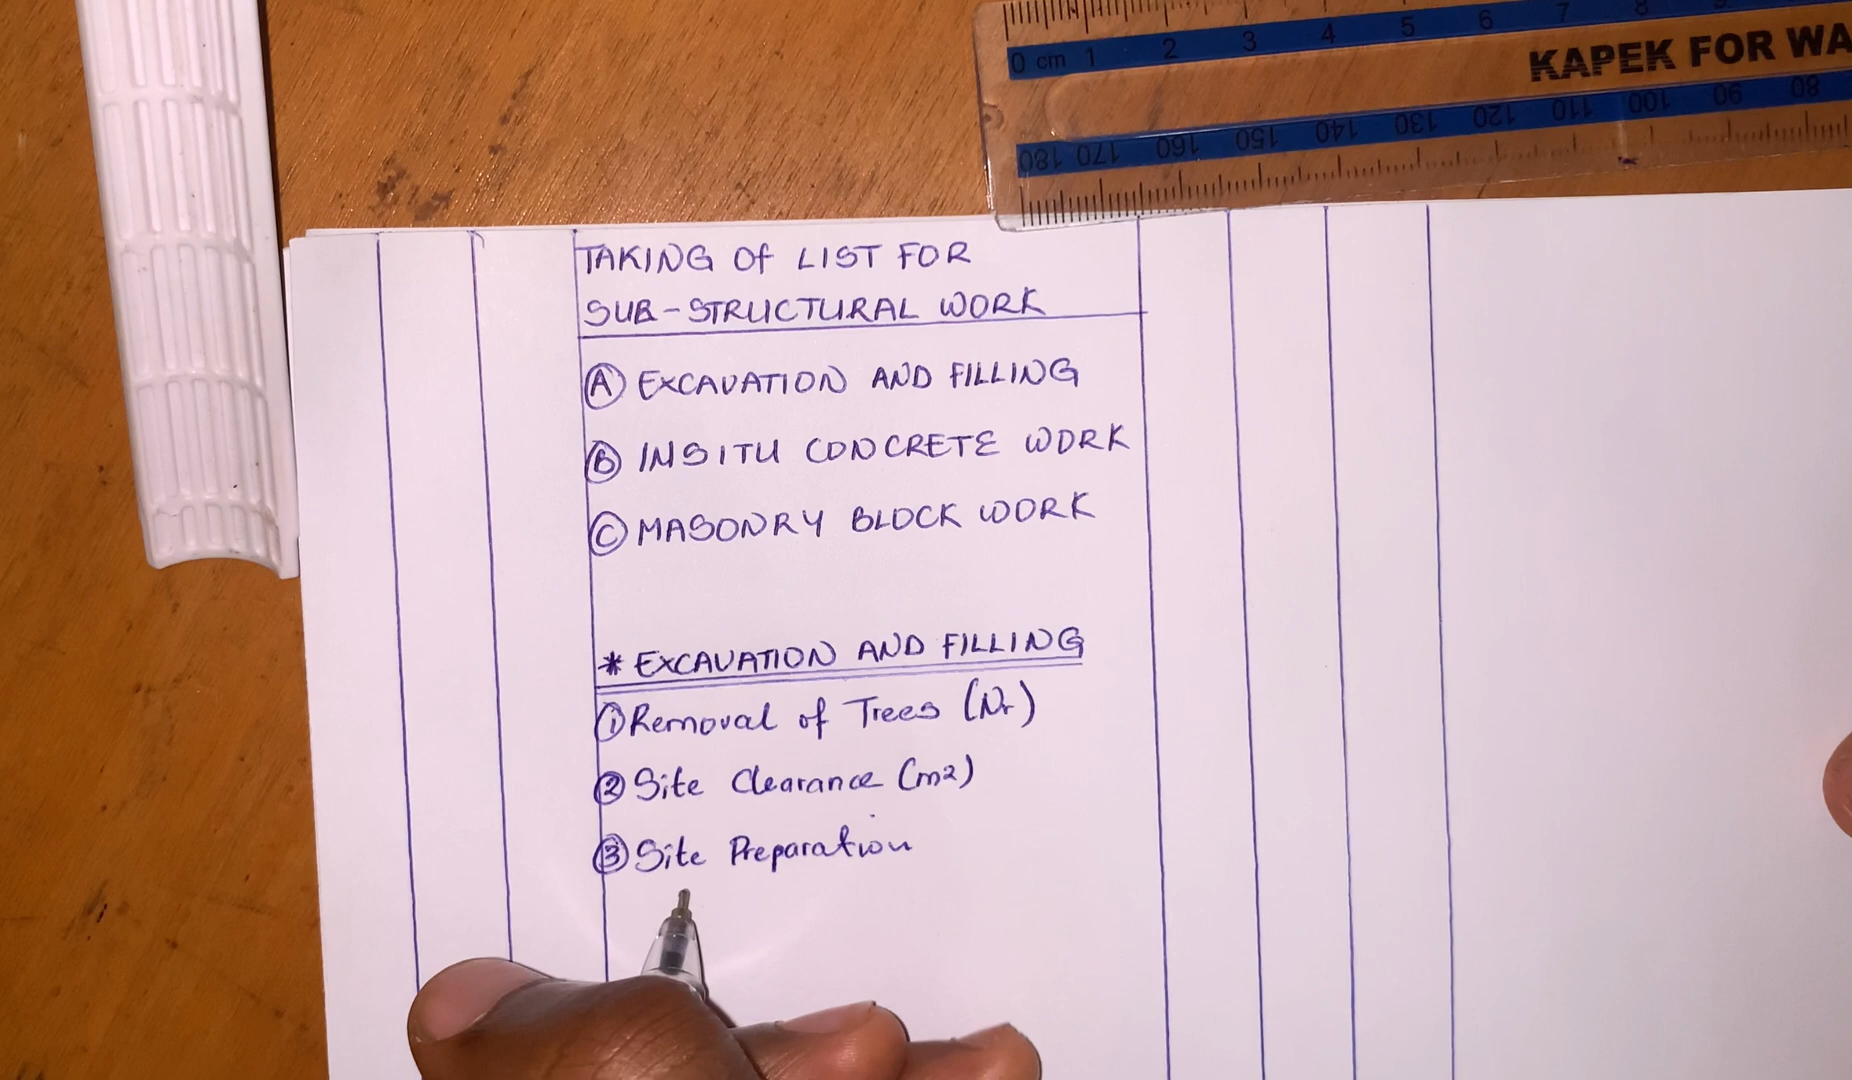 0 cm 1 2 3 4 5 6 7 8 9
KAPEK FOR WA
180 170 160 150 140 130 120 110 100 90 80
TAKING Of LIST FOR
SUB-STRUCTURAL WORK
A EXCAVATION AND FILLING
B INSITU CONCRETE WORK
C MASONRY BLOCK WORK
* EXCAVATION AND FILLING
1 Removal of Trees (Nr)
2 Site Clearance (m2)
3 Site Preparation